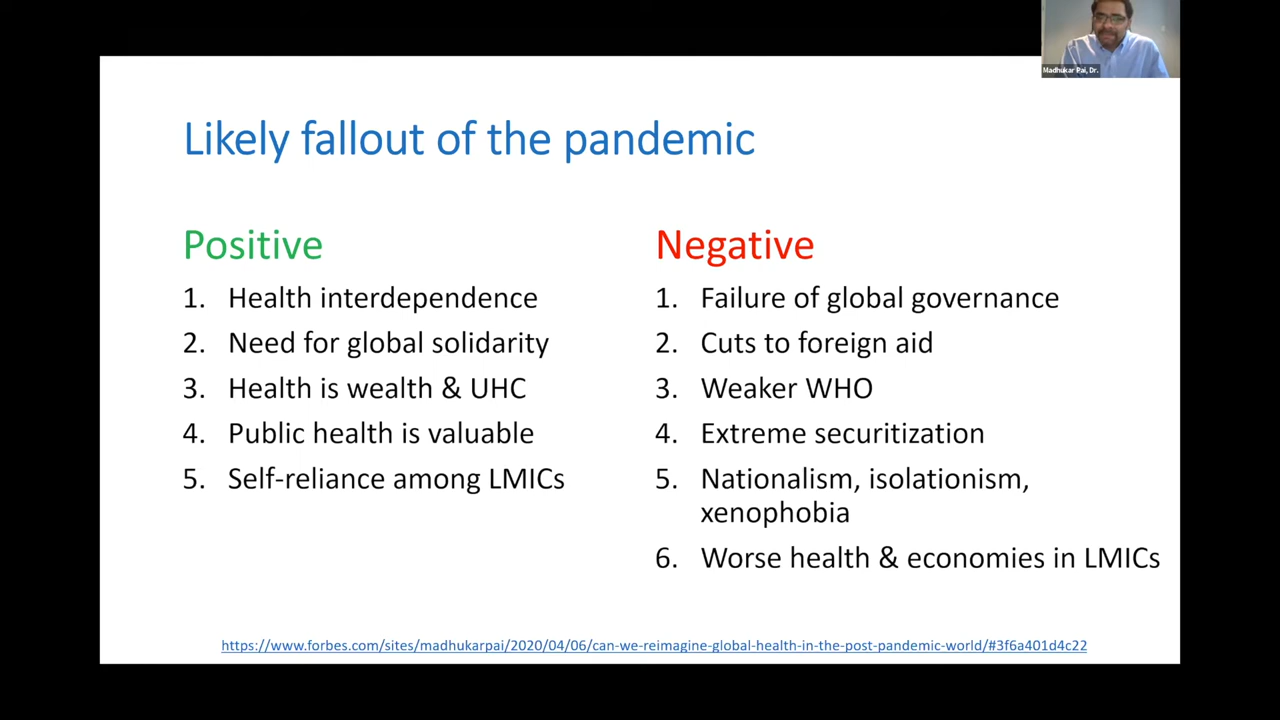 Madhukar Pai, Dr.
Likely fallout of the pandemic
Positive
1. Health interdependence
2. Need for global solidarity
3. Health is wealth & UHC
4. Public health is valuable
5. Self-reliance among LMICs
Negative
1. Failure of global governance
2. Cuts to foreign aid
3. Weaker WHO
4. Extreme securitization
5. Nationalism, isolationism,
xenophobia
6. Worse health & economies in LMICs
https://www.forbes.com/sites/madhukarpai/2020/04/06/can-we-reimagine-global-health-in-the-post-pandemic-world/#3f6a401d4c22